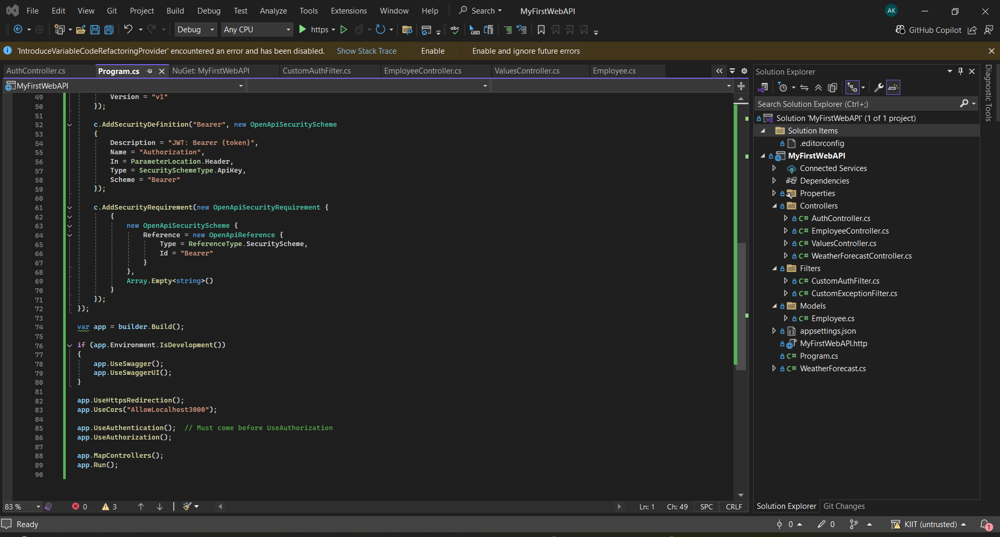 File Edit View Git Project Build Debug Test Analyze Tools Extensions Window Help Search MyFirstWebAPI AK
Debug Any CPU https abc GitHub Copilot
'IntroduceVariableCodeRefactoringProvider' encountered an error and has been disabled. Show Stack Trace Enable Enable and ignore future errors
AuthController.cs Program.cs NuGet: MyFirstWebAPI CustomAuthFilter.cs EmployeeController.cs ValuesController.cs Employee.cs
MyFirstWebAPI
49 Version = "v1"
50 });
51
52 c.AddSecurityDefinition("Bearer", new OpenApiSecurityScheme
53 {
54 Description = "JWT: Bearer {token}",
55 Name = "Authorization",
56 In = ParameterLocation.Header,
57 Type = SecuritySchemeType.ApiKey,
58 Scheme = "Bearer"
59 });
60
61 c.AddSecurityRequirement(new OpenApiSecurityRequirement {
62 {
63 new OpenApiSecurityScheme {
64 Reference = new OpenApiReference {
65 Type = ReferenceType.SecurityScheme,
66 Id = "Bearer"
67 }
68 },
69 Array.Empty<string>()
70 }
71 });
72 });
73
74 var app = builder.Build();
75
76 if (app.Environment.IsDevelopment())
77 {
78 app.UseSwagger();
79 app.UseSwaggerUI();
80 }
81
82 app.UseHttpsRedirection();
83 app.UseCors("AllowLocalhost3000");
84
85 app.UseAuthentication(); // Must come before UseAuthorization
86 app.UseAuthorization();
87
88 app.MapControllers();
89 app.Run();
90
83 % 0 3 Ln: 1 Ch: 49 SPC CRLF
Solution Explorer
Search Solution Explorer (Ctrl+;)
Solution 'MyFirstWebAPI' (1 of 1 project)
Solution Items
.editorconfig
MyFirstWebAPI
Connected Services
Dependencies
Properties
Controllers
C# AuthController.cs
C# EmployeeController.cs
C# ValuesController.cs
C# WeatherForecastController.cs
Filters
C# CustomAuthFilter.cs
C# CustomExceptionFilter.cs
Models
C# Employee.cs
appsettings.json
MyFirstWebAPI.http
C# Program.cs
C# WeatherForecast.cs
Solution Explorer Git Changes
Diagnostic Tools
Ready 0 0 KIIT (untrusted) 1